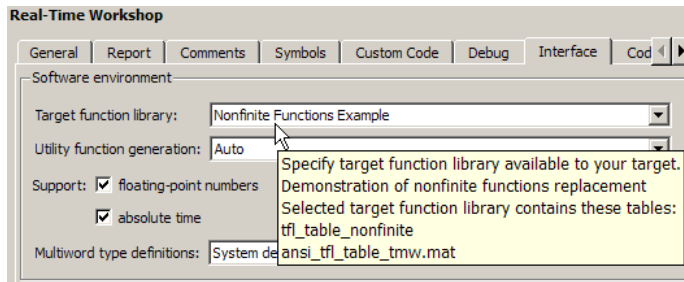 Real-Time Workshop
General Report Comments Symbols Custom Code Debug Interface Cod
Software environment
Target function library: Nonfinite Functions Example
Utility function generation: Auto
Specify target function library available to your target.
Support: floating-point numbers
Demonstration of nonfinite functions replacement
Selected target function library contains these tables:
absolute time
tfl_table_nonfinite
Multiword type definitions: System de
ansi_tfl_table_tmw.mat